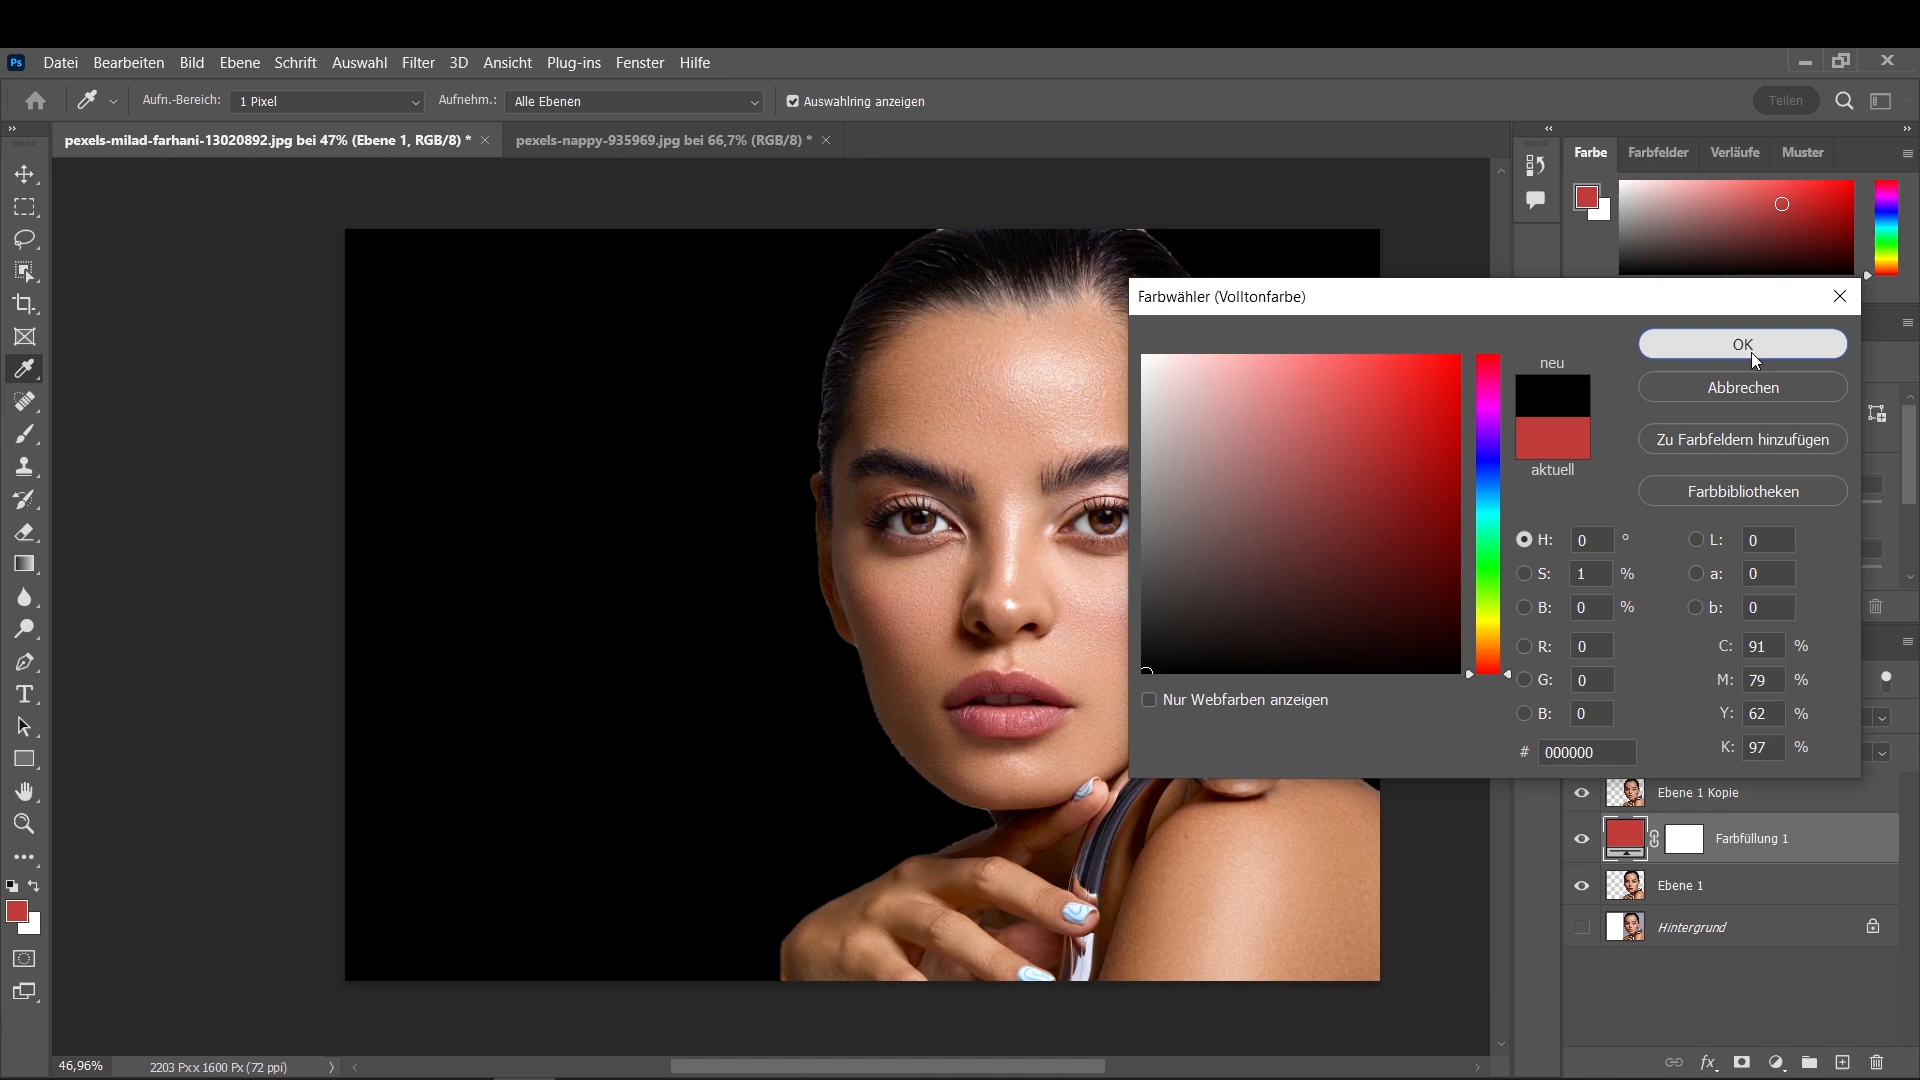 Ps Datei Bearbeiten Bild Ebene Schrift Auswahl Filter 3D Ansicht Plug-ins Fenster Hilfe
Aufn.-Bereich: 1 Pixel Aufnehm.: Alle Ebenen Auswahlring anzeigen Teilen
pexels-milad-farhani-13020892.jpg bei 47% (Ebene 1, RGB/8) * pexels-nappy-935969.jpg bei 66,7% (RGB/8) *
Farbe Farbfelder Verläufe Muster
Farbwähler (Volltonfarbe)
OK
neu
Abbrechen
Zu Farbfeldern hinzufügen
aktuell
Farbbibliotheken
H: 0 ° L: 0
S: 1 % a: 0
B: 0 % b: 0
R: 0 C: 91 %
G: 0 M: 79 %
Nur Webfarben anzeigen
B: 0 Y: 62 %
# 000000 K: 97 %
Ebene 1 Kopie
Farbfüllung 1
Ebene 1
Hintergrund
46,96% 2203 Px x 1600 Px (72 ppi)
fx